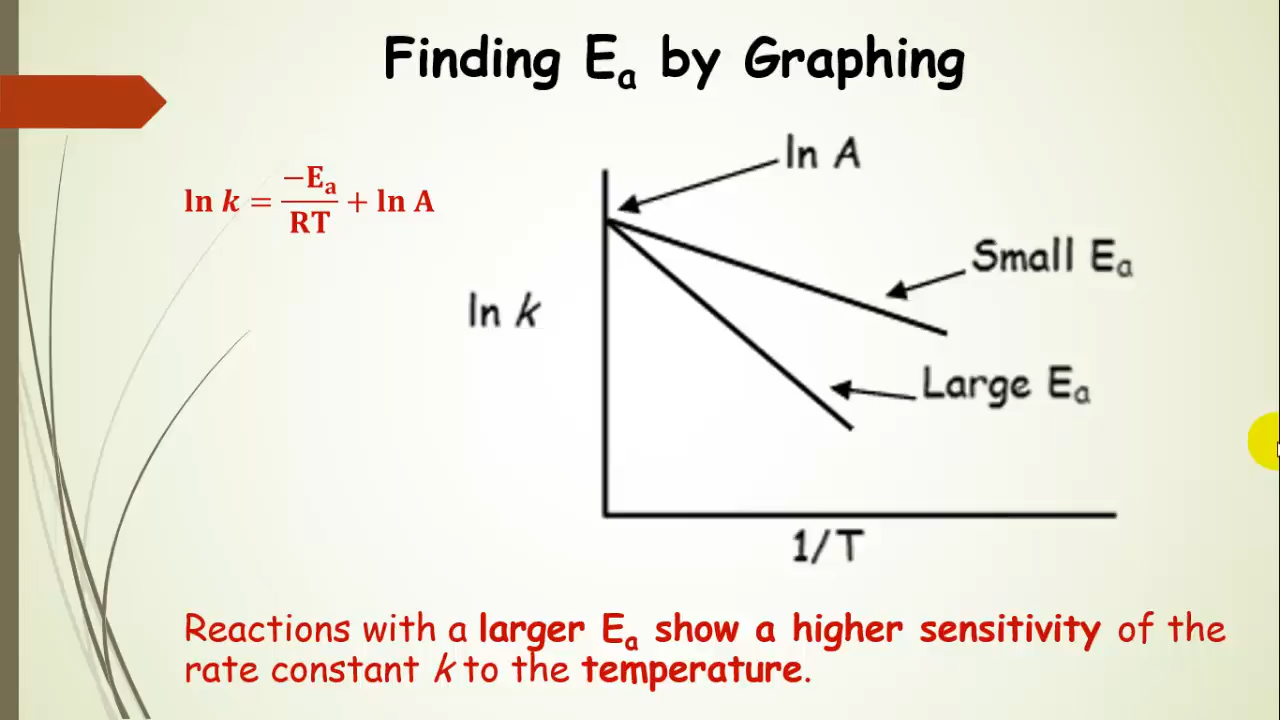 Finding Eₐ by Graphing
ln k = −Eₐ/RT + ln A
ln A
Small Eₐ
ln k
Large Eₐ
1/T
Reactions with a larger Eₐ show a higher sensitivity of the
rate constant k to the temperature.